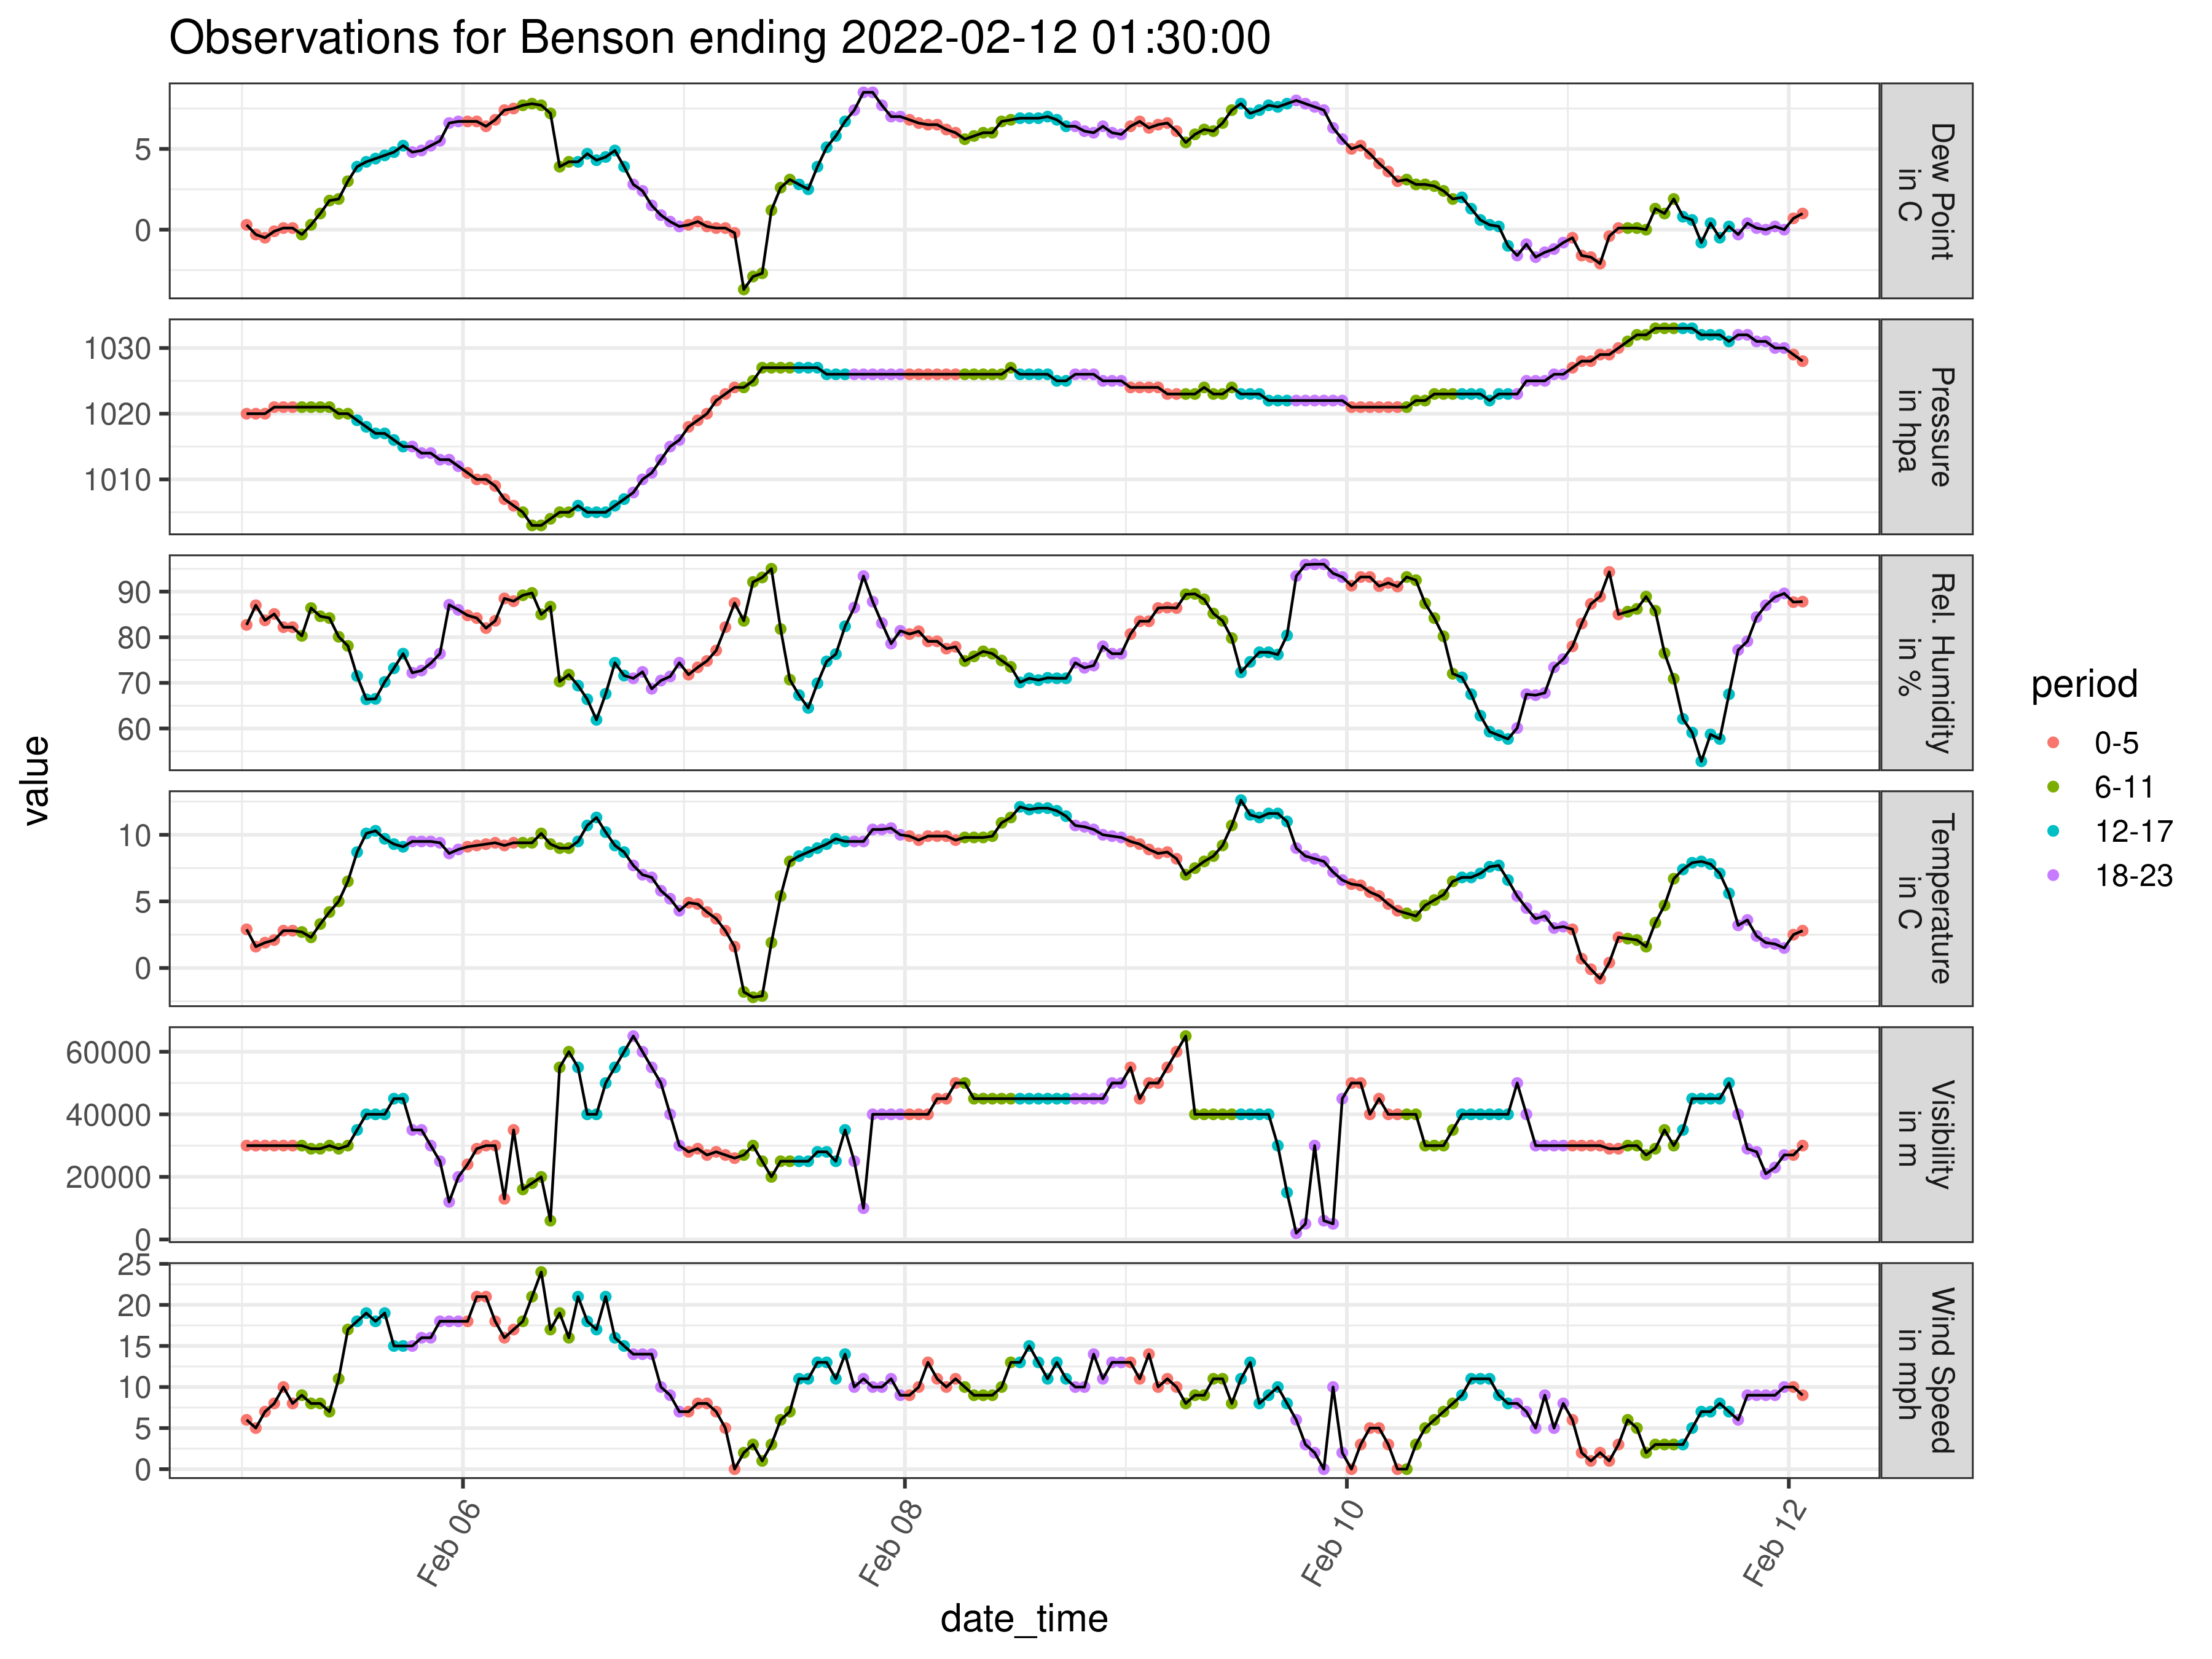 Observations for Benson ending 2022-02-12 01:30:00
value
5
0
Dew Point
in C
1030
1020
1010
Pressure
in hpa
90
80
70
60
Rel. Humidity
in %
10
5
0
Temperature
in C
60000
40000
20000
0
Visibility
in m
25
20
15
10
5
0
Wind Speed
in mph
Feb 06
Feb 08
Feb 10
Feb 12
date_time
period
0-5
6-11
12-17
18-23